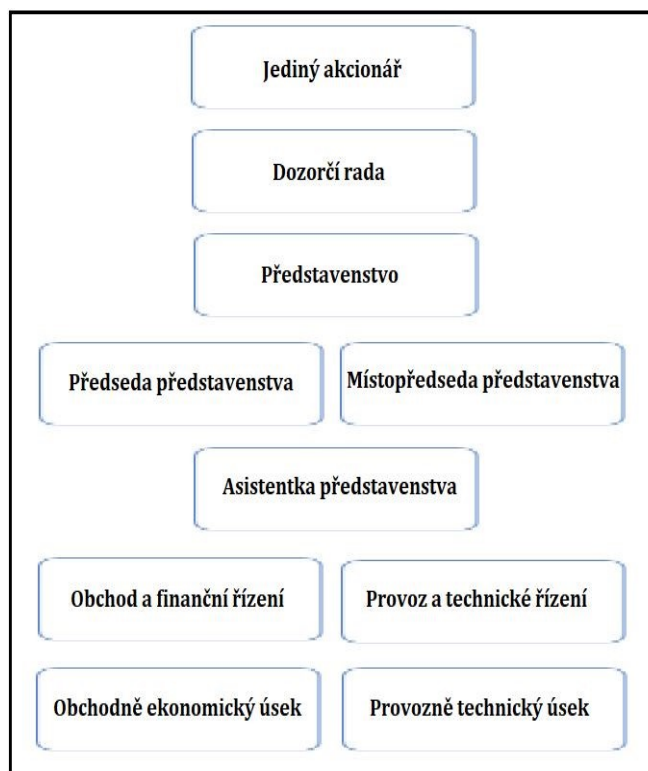 Jediný akcionář
Dozorčí rada
Představenstvo
Předseda představenstva
Místopředseda představenstva
Asistentka představenstva
Obchod a finanční řízení
Provoz a technické řízení
Obchodně ekonomický úsek
Provozně technický úsek